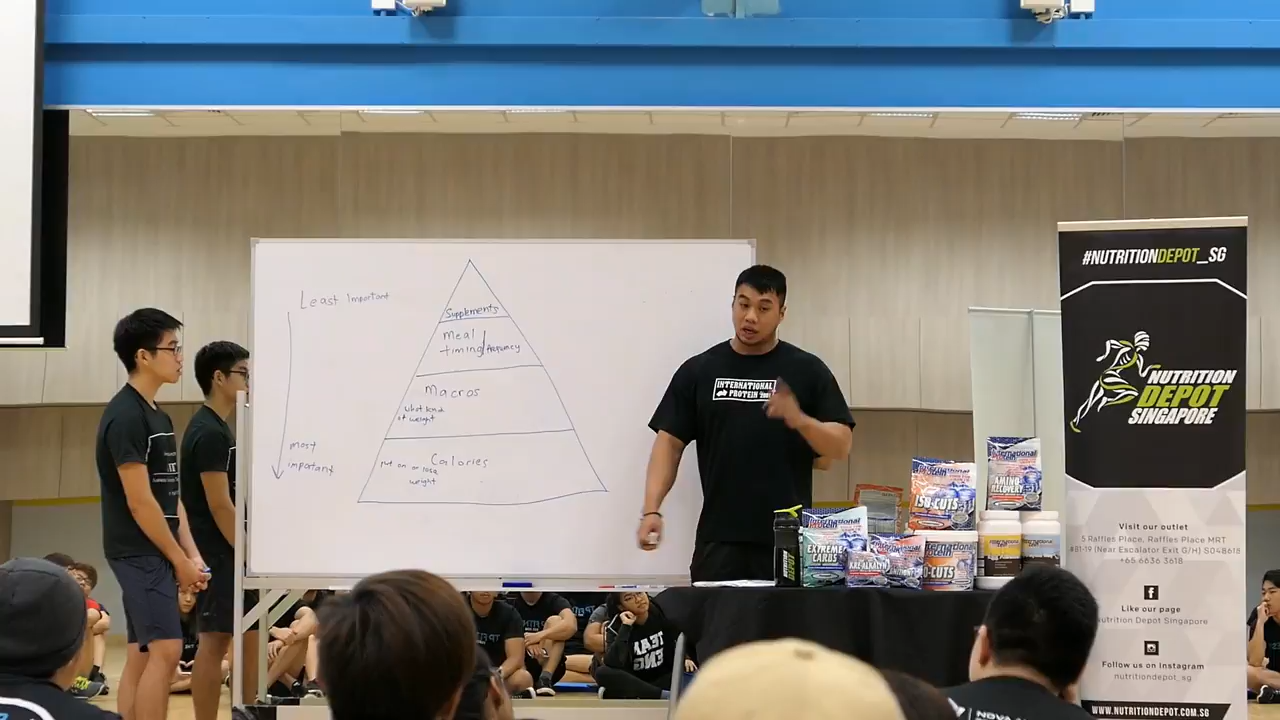 Least Important
most
important
Supplements
Meal
timing/frequency
Macros
what kind
of weight
Calories
put on or lose
weight
INTERNATIONAL
PROTEIN
EXTREME
CARBS
KRE-ALKALYN
ISO-CUTS
AMINO
RECOVERY
#NUTRITIONDEPOT_SG
NUTRITION
DEPOT
SINGAPORE
Visit our outlet
5 Raffles Place, Raffles Place MRT
#B1-19 (Near Escalator Exit G/H) S048618
+65 6636 3618
Like our page
Nutrition Depot Singapore
Follow us on Instagram
nutritiondepot_sg
WWW.NUTRITIONDEPOT.COM.SG
TEAM